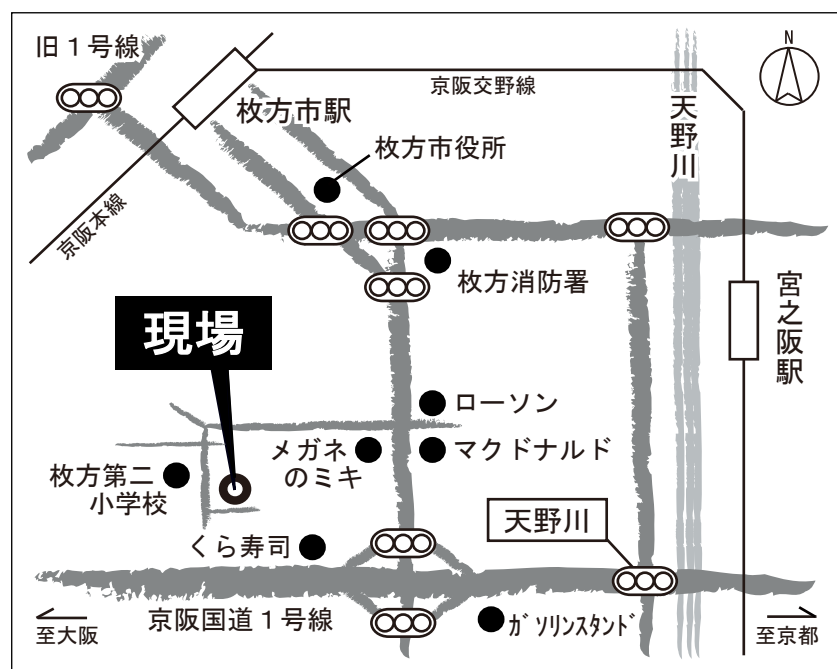 旧１号線
枚方市駅
京阪交野線
N
天野川
枚方市役所
京阪本線
枚方消防署
宮之阪駅
現場
ローソン
メガネ
のミキ
マクドナルド
枚方第二
小学校
天野川
くら寿司
京阪国道１号線
ｶﾞｿﾘﾝｽﾀﾝﾄﾞ
至大阪
至京都